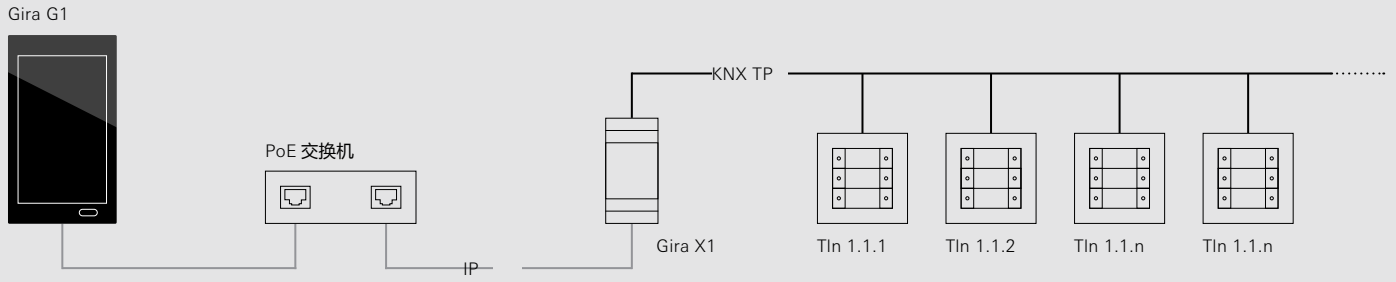 Gira G1
KNX TP
PoE 交换机
Gira X1
Tln 1.1.1
Tln 1.1.2
Tln 1.1.n
Tln 1.1.n
IP